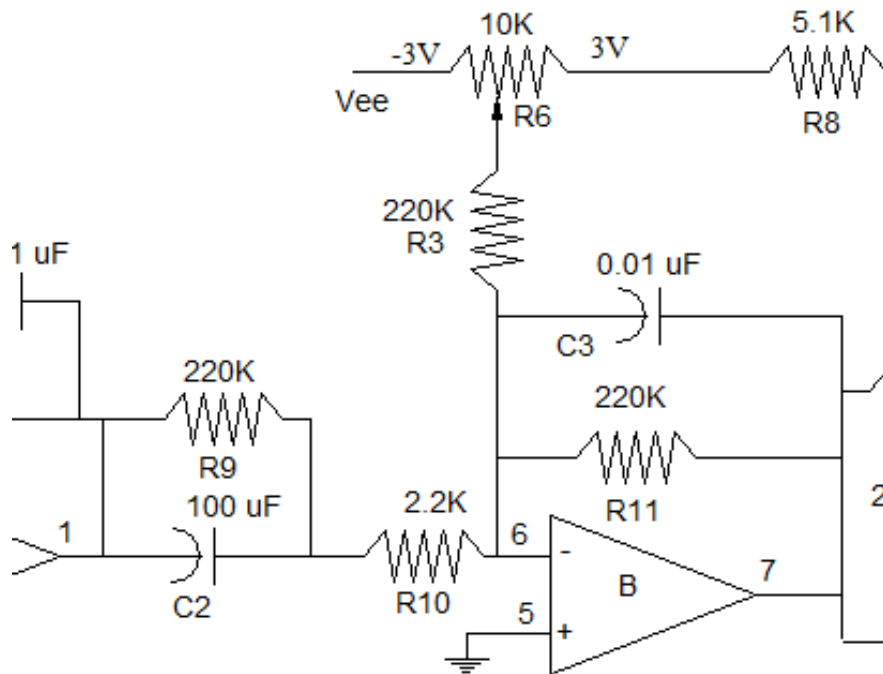 10K
5.1K
-3V
3V
Vee
R6
R8
220K
R3
1 uF
0.01 uF
C3
220K
220K
R9
R11
100 uF
2.2K
1
6
7
2
C2
R10
5
-
B
+